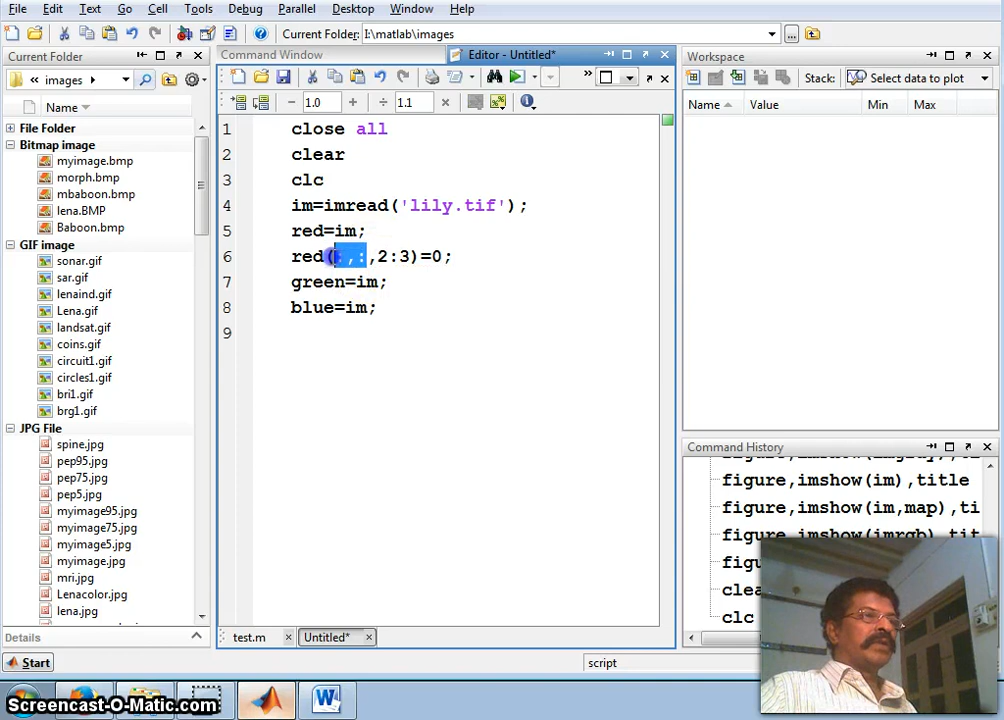 File Edit Text Go Cell Tools Debug Parallel Desktop Window Help
Current Folder: I:\matlab\images
Current Folder
Command Window
Editor - Untitled*
Workspace
« images
Stack:
Select data to plot
Name
Name Value Min Max
1.0
1.1
File Folder
Bitmap image
myimage.bmp
morph.bmp
mbaboon.bmp
lena.BMP
Baboon.bmp
GIF image
sonar.gif
sar.gif
lenaind.gif
Lena.gif
landsat.gif
coins.gif
circuit1.gif
circles1.gif
bri1.gif
brg1.gif
JPG File
spine.jpg
pep95.jpg
pep75.jpg
pep5.jpg
myimage95.jpg
myimage75.jpg
myimage5.jpg
myimage.jpg
mri.jpg
Lenacolor.jpg
lena.jpg
Details
1 close all
2 clear
3 clc
4 im=imread('lily.tif');
5 red=im;
6 red(:,:,2:3)=0;
7 green=im;
8 blue=im;
9
Command History
figure,imshow(im),title
figure,imshow(im,map),ti
figure,imshow(imrgb),tit
figu
clea
clc
test.m
Untitled*
script
Start
Screencast-O-Matic.com